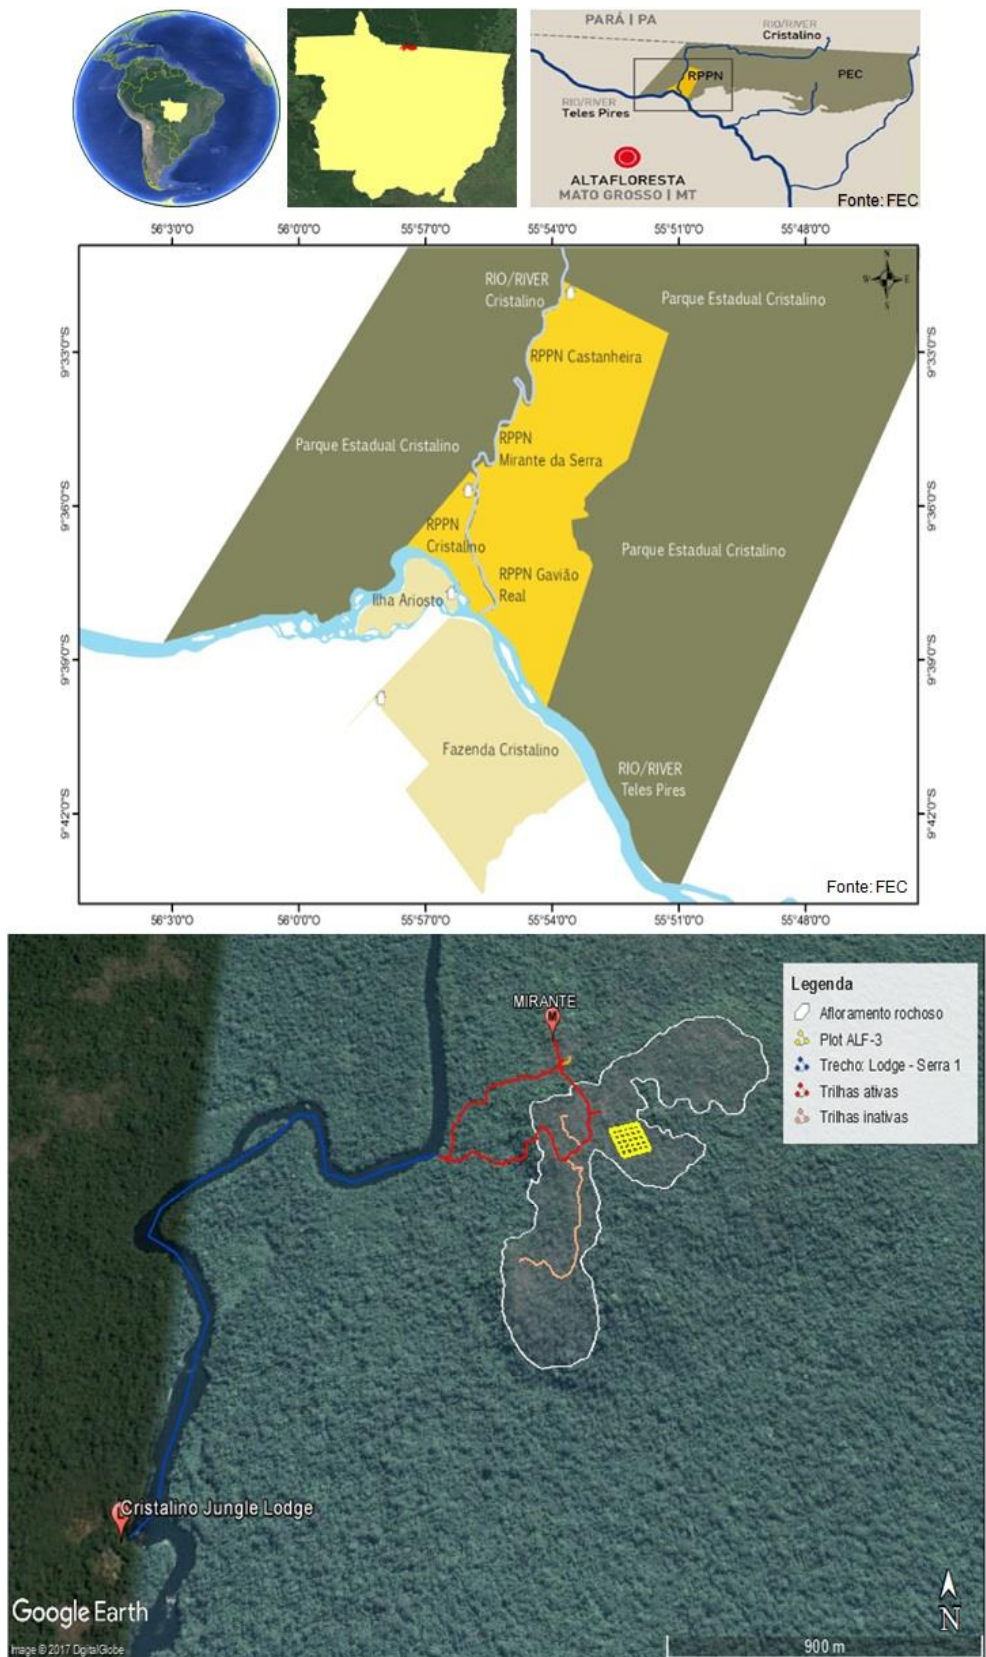 PARÁ | PA
RIO/RIVER
Cristalino
RPPN
PEC
RIO/RIVER
Teles Pires
ALTAFLORESTA
MATO GROSSO | MT
Fonte: FEC
56°3'0"O 56°0'0"O 55°57'0"O 55°54'0"O 55°51'0"O 55°48'0"O
N
W E
S
RIO/RIVER
Cristalino
Parque Estadual Cristalino
9°33'0"S
9°33'0"S
RPPN Castanheira
Parque Estadual Cristalino
RPPN
Mirante da Serra
9°36'0"S
9°36'0"S
RPPN
Cristalino
Parque Estadual Cristalino
RPPN Gavião
Real
Ilha Ariosto
9°39'0"S
9°39'0"S
Fazenda Cristalino
RIO/RIVER
Teles Pires
9°42'0"S
9°42'0"S
Fonte: FEC
56°3'0"O 56°0'0"O 55°57'0"O 55°54'0"O 55°51'0"O 55°48'0"O
MIRANTE
M
Legenda
Afloramento rochoso
Plot ALF-3
Trecho: Lodge - Serra 1
Trilhas ativas
Trilhas inativas
Cristalino Jungle Lodge
Google Earth
Image © 2017 DigitalGlobe
N
900 m